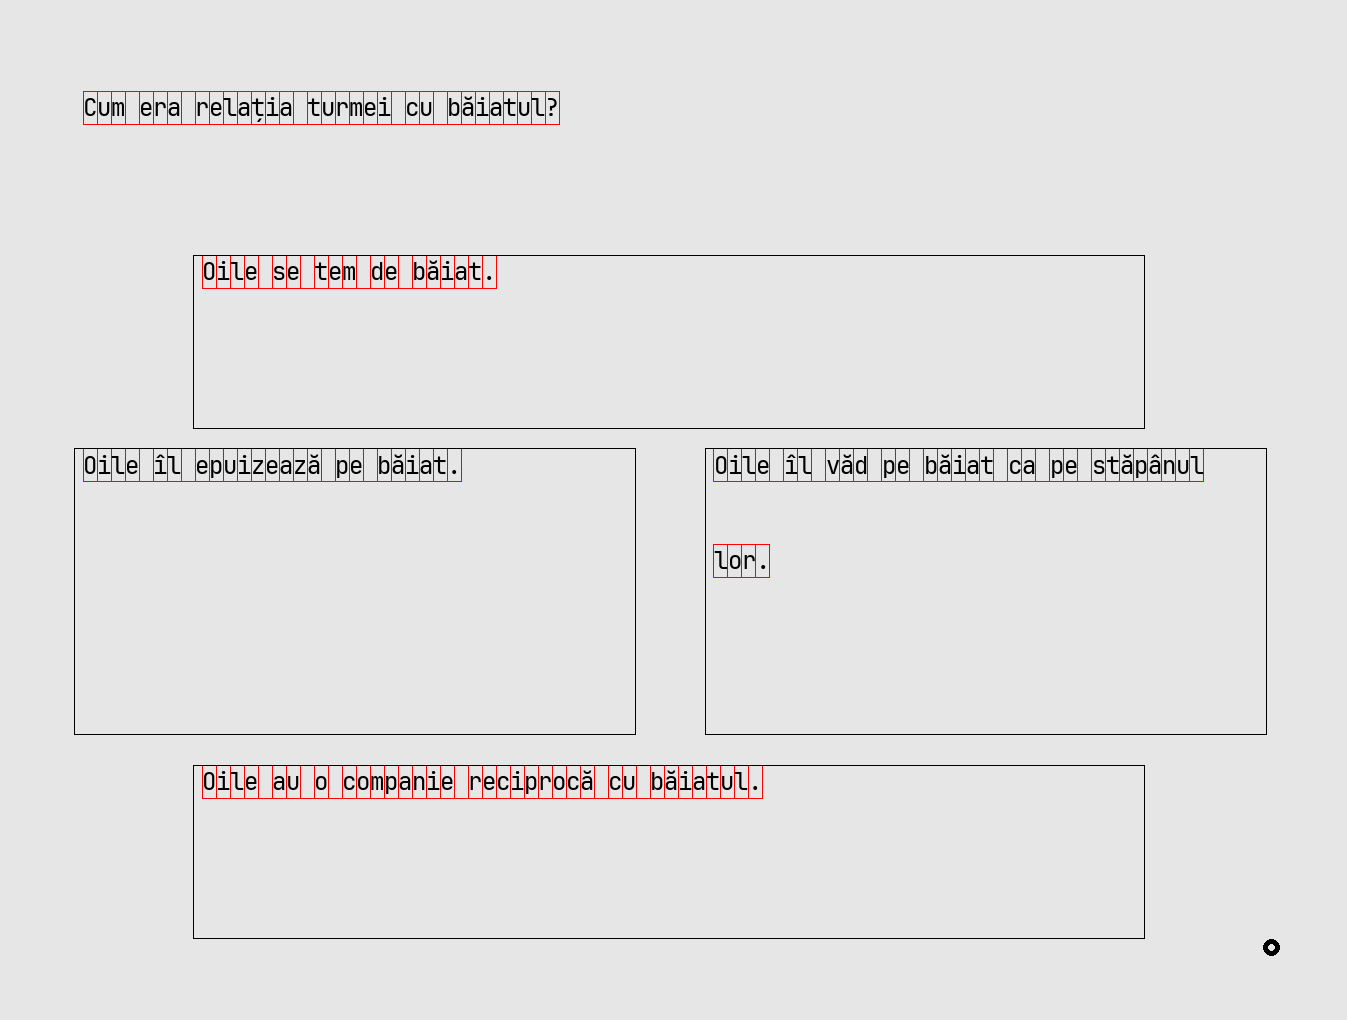 Cum era relația turmei cu băiatul?
Oile se tem de băiat.
Oile îl epuizează pe băiat.
Oile îl văd pe băiat ca pe stăpânul
lor.
Oile au o companie reciprocă cu băiatul.